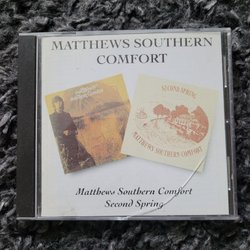 MATTHEWS SOUTHERN
COMFORT
SECOND SPRING
MATTHEWS SOUTHERN COMFORT
Matthews Southern Comfort
Second Spring